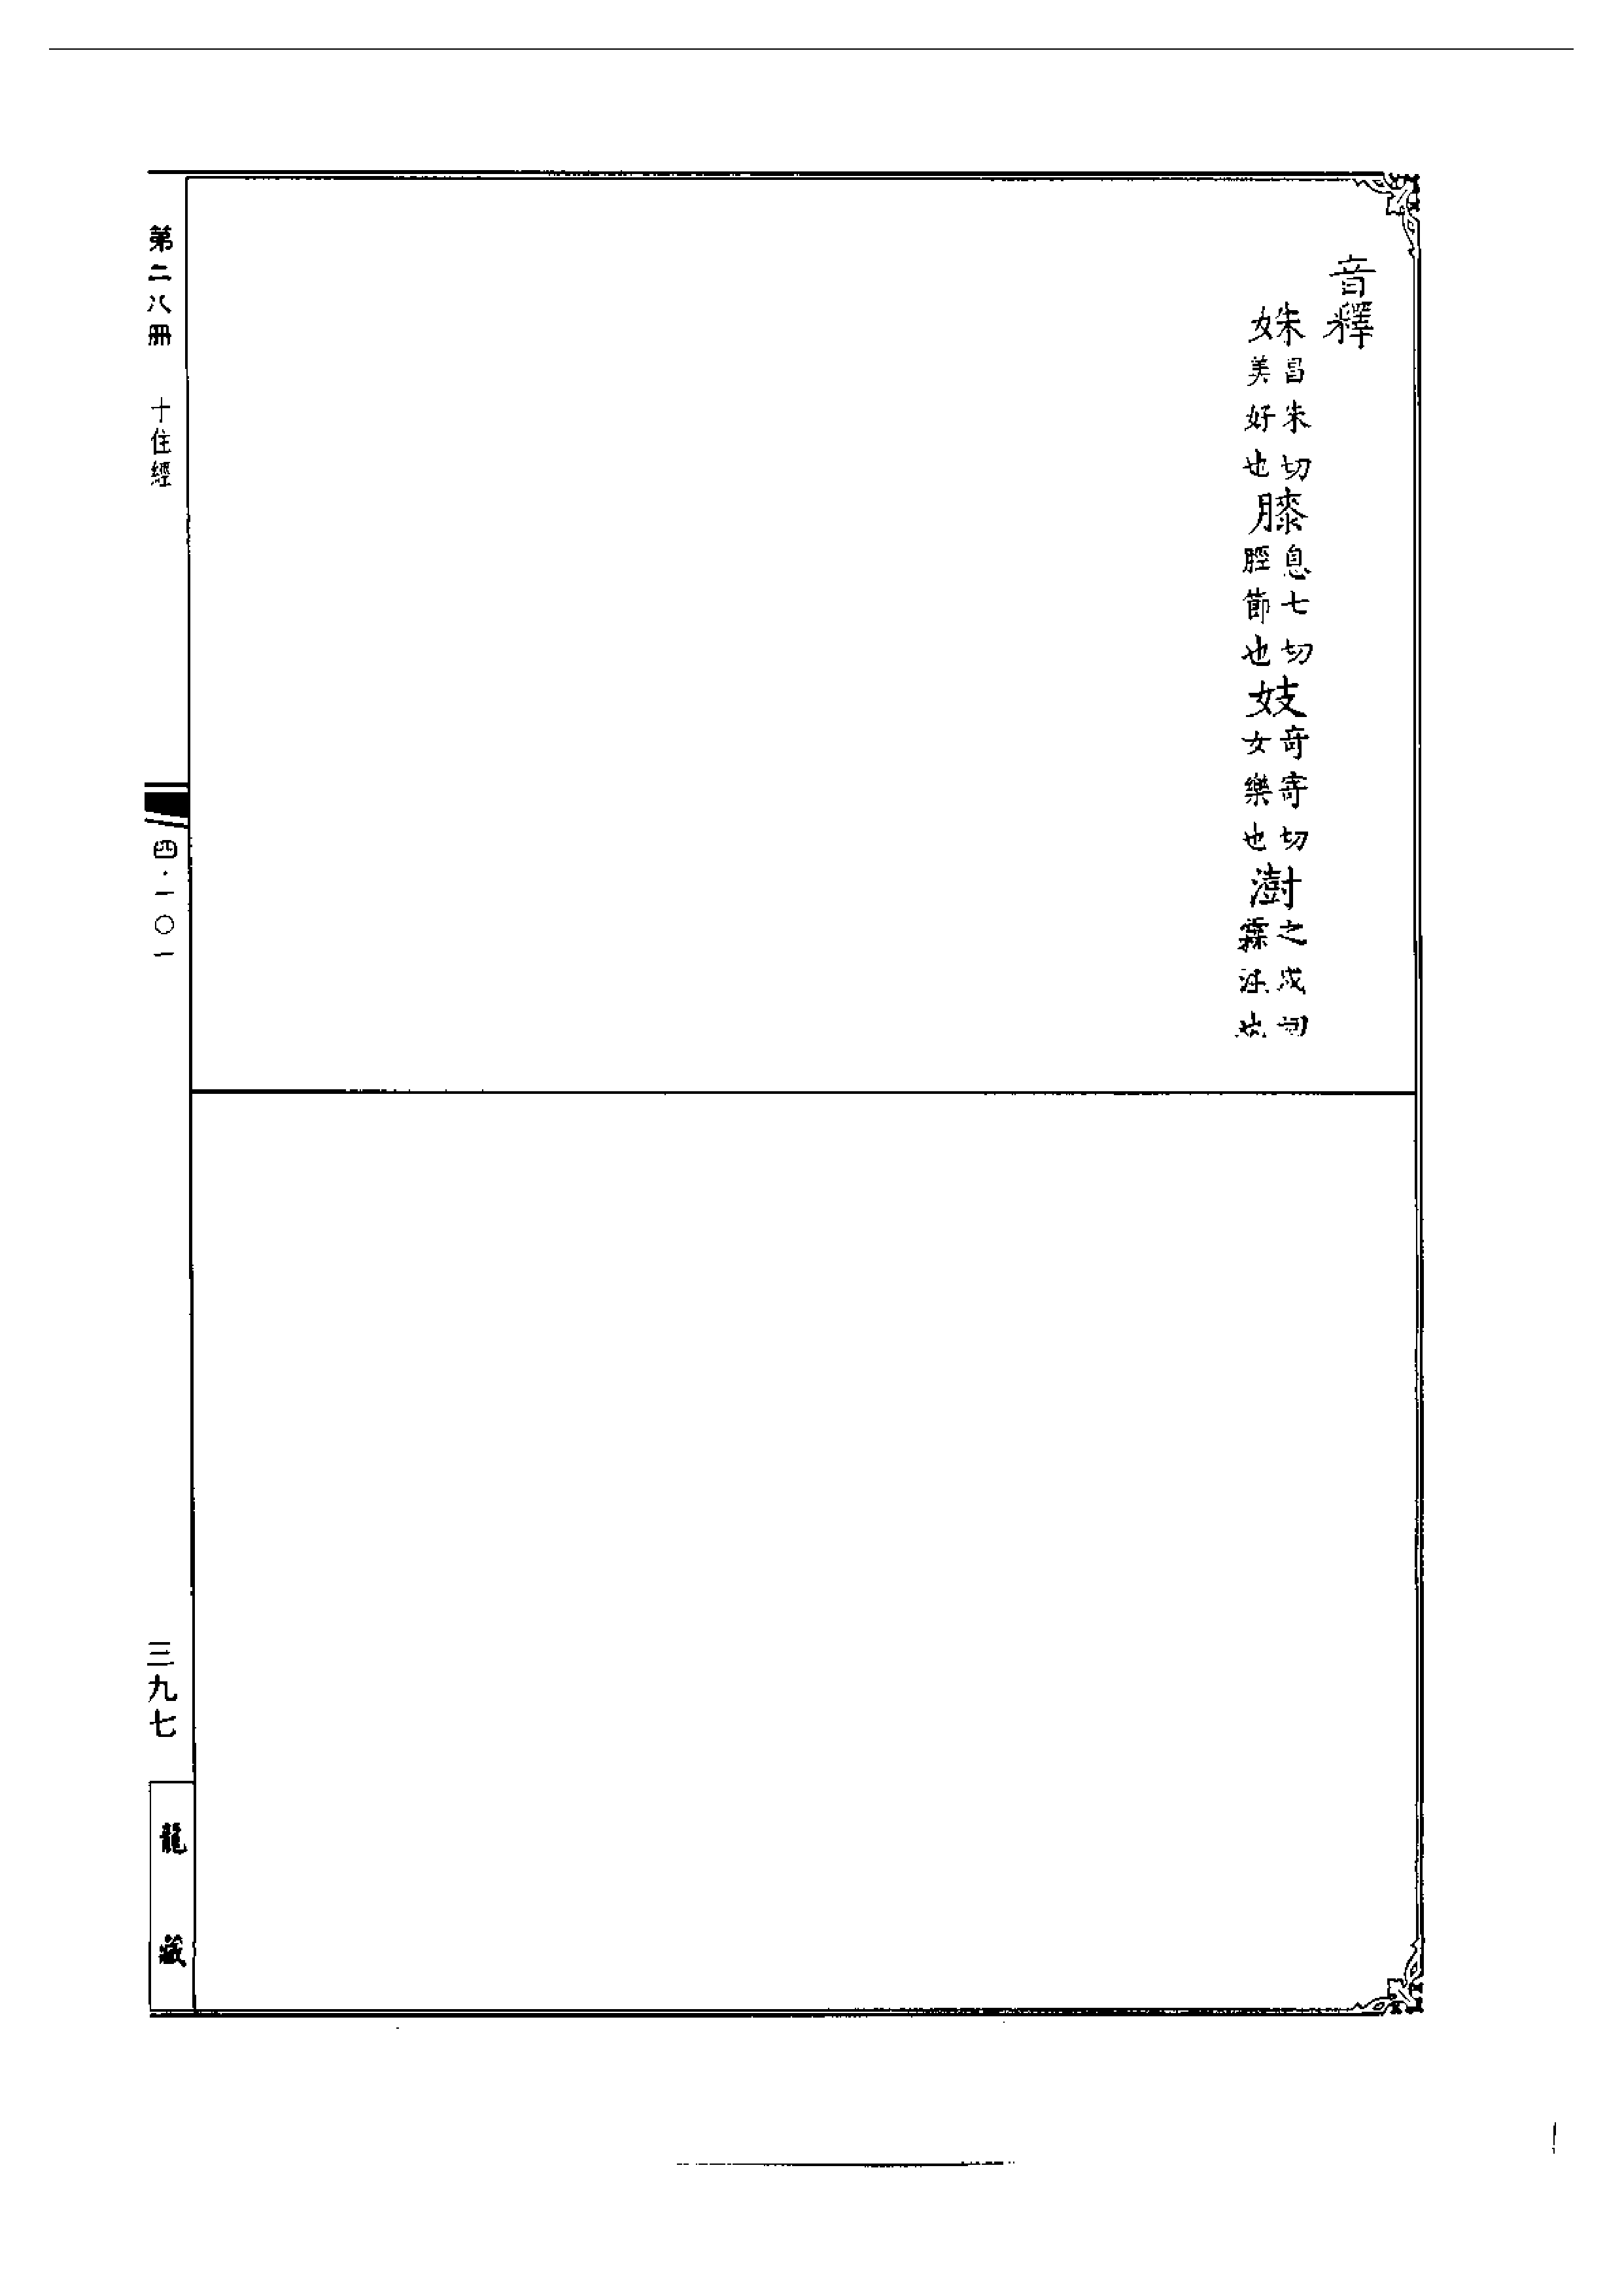 音釋
姝昌朱切美好也膝息七切脛節也妓奇寄切女樂也澍之戍切霖澍也
第二八冊 十住經
四·一〇一
三九七
龍藏